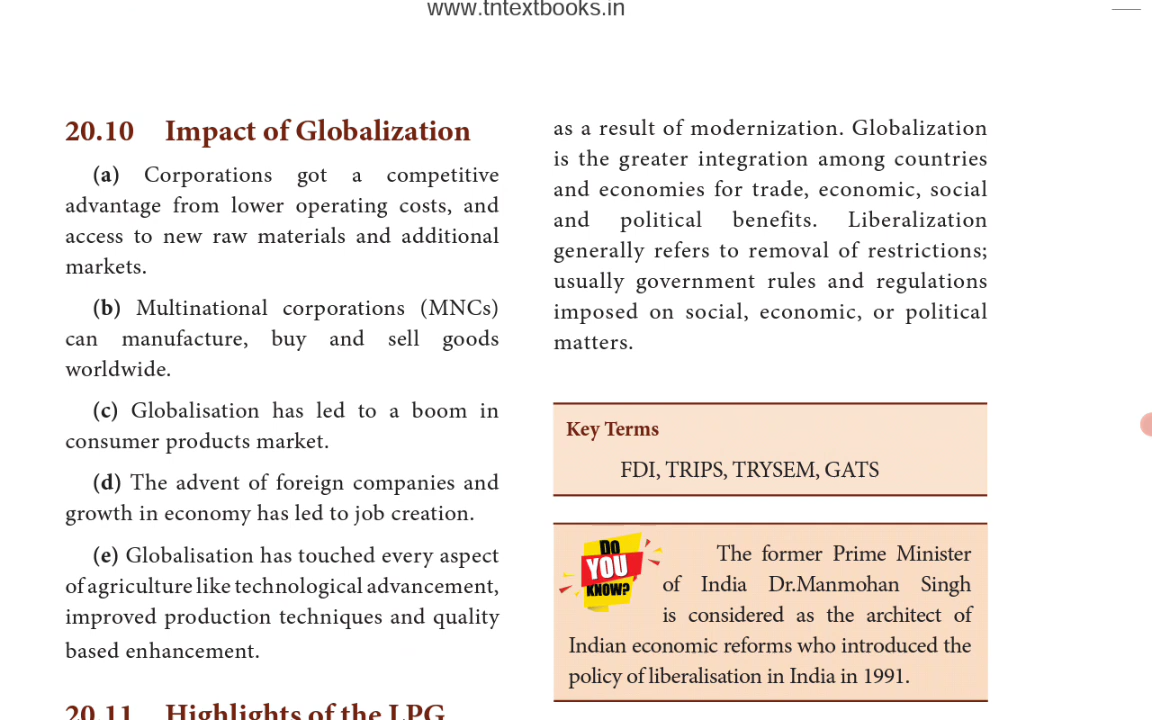 www.tntextbooks.in
20.10 Impact of Globalization
(a) Corporations got a competitive
advantage from lower operating costs, and
access to new raw materials and additional
markets.
(b) Multinational corporations (MNCs)
can manufacture, buy and sell goods
worldwide.
(c) Globalisation has led to a boom in
consumer products market.
(d) The advent of foreign companies and
growth in economy has led to job creation.
(e) Globalisation has touched every aspect
of agriculture like technological advancement,
improved production techniques and quality
based enhancement.
20.11 Highlights of the LPG
as a result of modernization. Globalization
is the greater integration among countries
and economies for trade, economic, social
and political benefits. Liberalization
generally refers to removal of restrictions;
usually government rules and regulations
imposed on social, economic, or political
matters.
Key Terms
FDI, TRIPS, TRYSEM, GATS
DO
YOU
KNOW?
The former Prime Minister
of India Dr.Manmohan Singh
is considered as the architect of
Indian economic reforms who introduced the
policy of liberalisation in India in 1991.